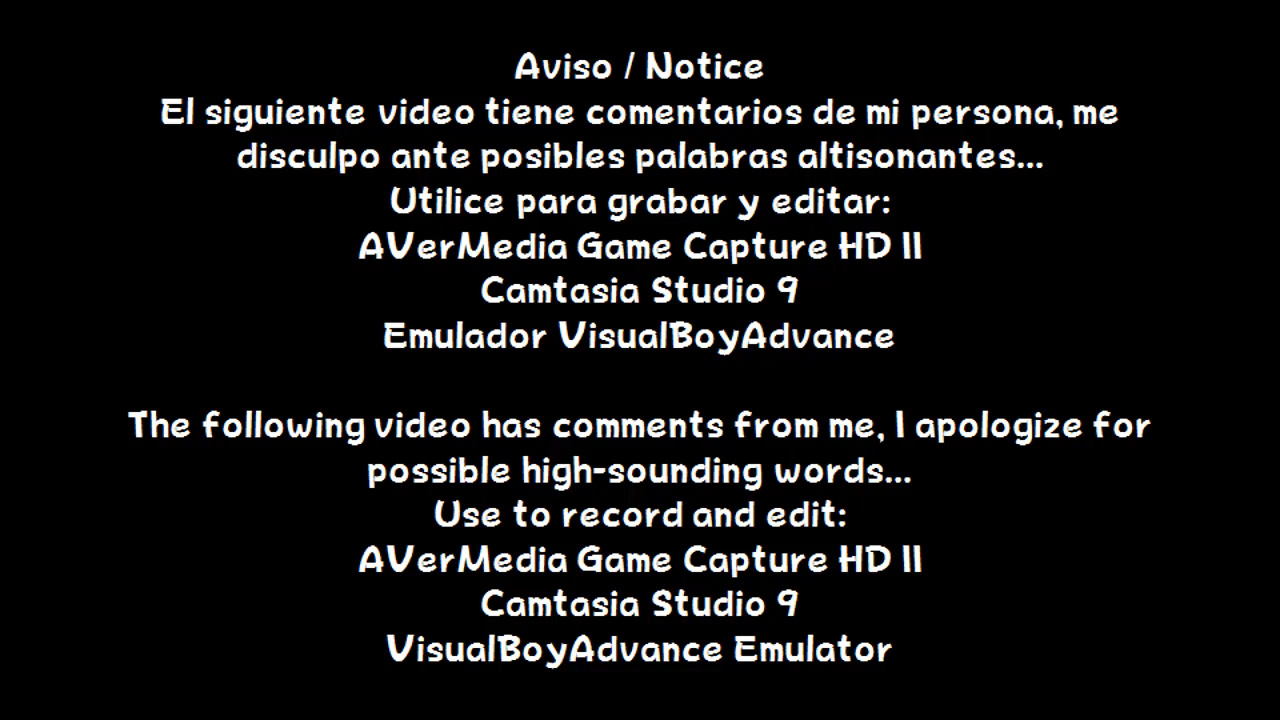 Aviso / Notice
El siguiente video tiene comentarios de mi persona, me
disculpo ante posibles palabras altisonantes...
Utilice para grabar y editar:
AVerMedia Game Capture HD II
Camtasia Studio 9
Emulador VisualBoyAdvance
The following video has comments from me, I apologize for
possible high-sounding words...
Use to record and edit:
AVerMedia Game Capture HD II
Camtasia Studio 9
VisualBoyAdvance Emulator